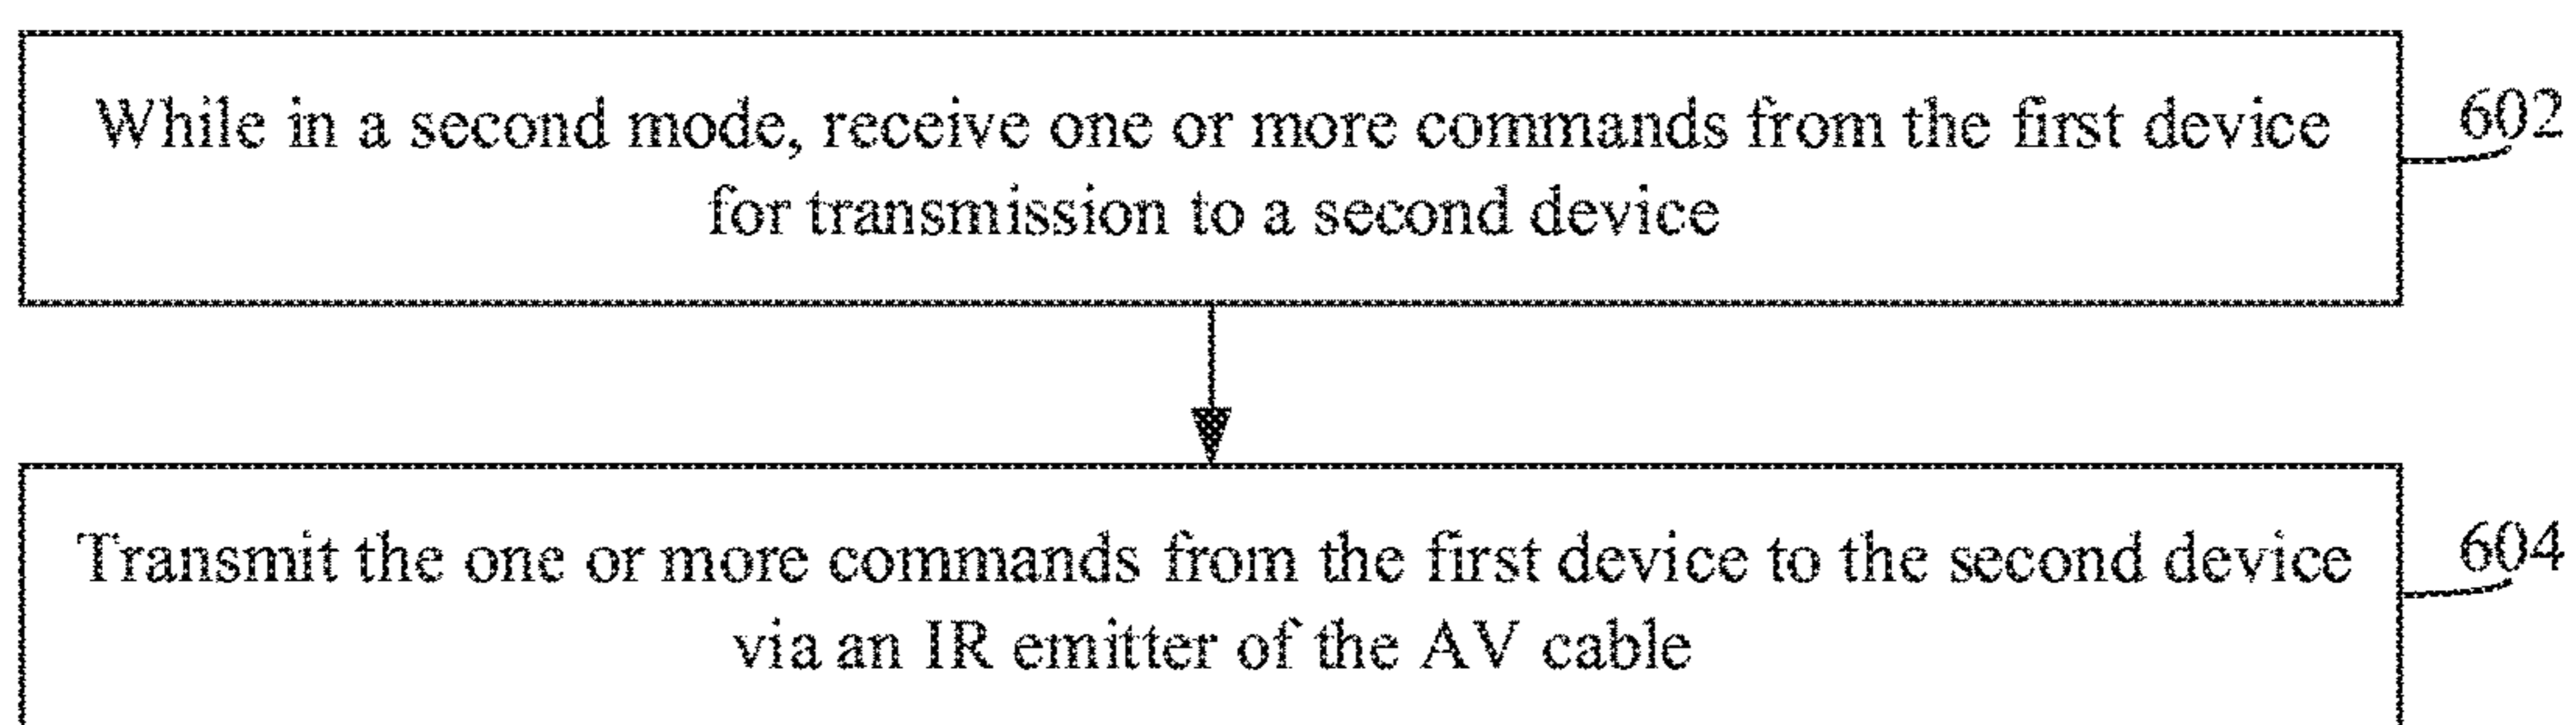 While in a second mode, receive one or more commands from the first device
for transmission to a second device
602
Transmit the one or more commands from the first device to the second device
via an IR emitter of the AV cable
604